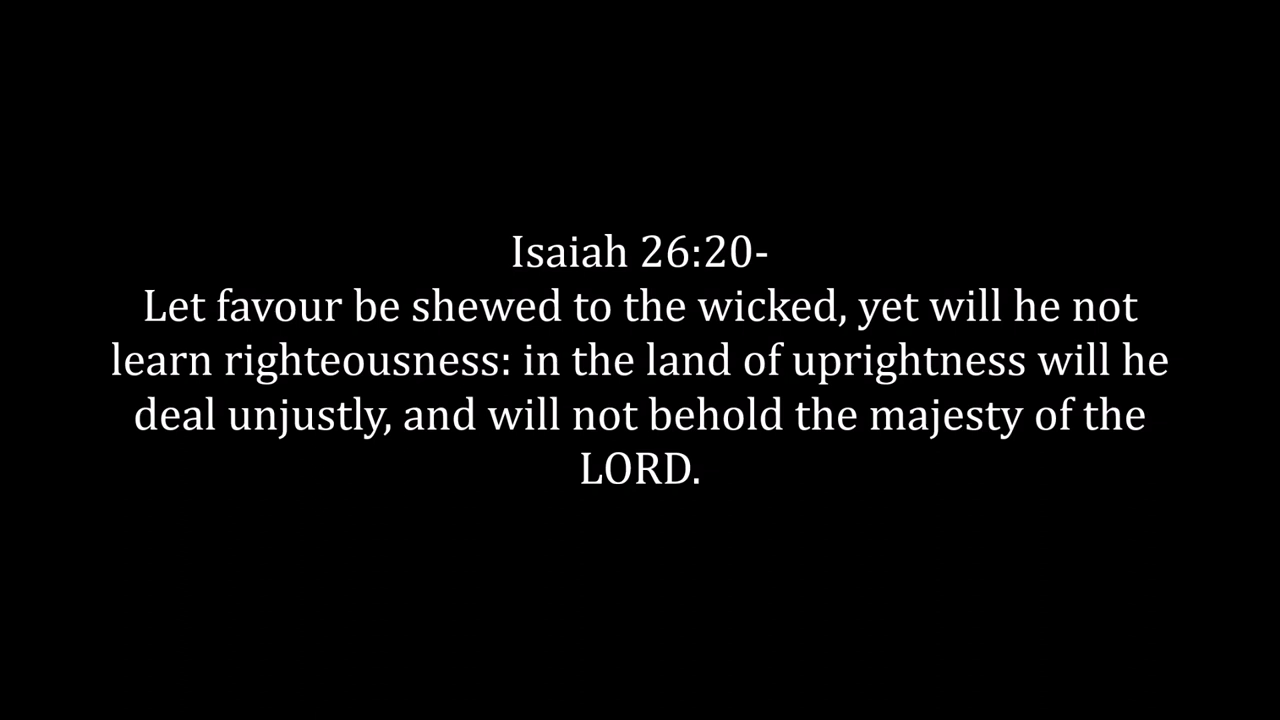 Isaiah 26:20-
Let favour be shewed to the wicked, yet will he not
learn righteousness: in the land of uprightness will he
deal unjustly, and will not behold the majesty of the
LORD.